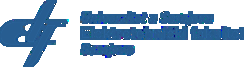 Univerzitet u Sarajevu
Elektrotehnički fakultet
Sarajevo